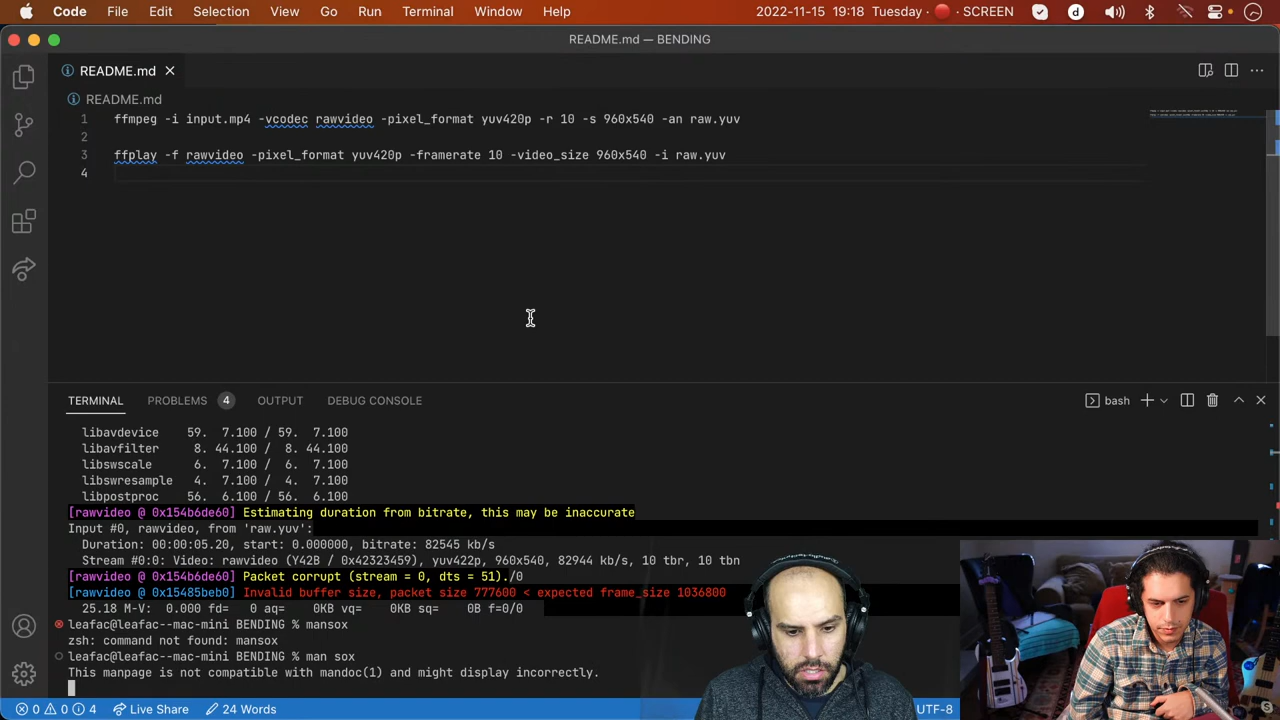 Code File Edit Selection View Go Run Terminal Window Help 2022-11-15 19:18 Tuesday SCREEN
README.md — BENDING
README.md
README.md
1 ffmpeg -i input.mp4 -vcodec rawvideo -pixel_format yuv420p -r 10 -s 960x540 -an raw.yuv
2
3 ffplay -f rawvideo -pixel_format yuv420p -framerate 10 -video_size 960x540 -i raw.yuv
4
TERMINAL PROBLEMS 4 OUTPUT DEBUG CONSOLE bash
libavdevice 59. 7.100 / 59. 7.100
libavfilter 8. 44.100 / 8. 44.100
libswscale 6. 7.100 / 6. 7.100
libswresample 4. 7.100 / 4. 7.100
libpostproc 56. 6.100 / 56. 6.100
[rawvideo @ 0x154b6de60] Estimating duration from bitrate, this may be inaccurate
Input #0, rawvideo, from 'raw.yuv':
Duration: 00:00:05.20, start: 0.000000, bitrate: 82545 kb/s
Stream #0:0: Video: rawvideo (Y42B / 0x42323459), yuv422p, 960x540, 82944 kb/s, 10 tbr, 10 tbn
[rawvideo @ 0x154b6de60] Packet corrupt (stream = 0, dts = 51)./0
[rawvideo @ 0x15485beb0] Invalid buffer size, packet size 777600 < expected frame_size 1036800
25.18 M-V: 0.000 fd= 0 aq= 0KB vq= 0KB sq= 0B f=0/0
leafac@leafac--mac-mini BENDING % mansox
zsh: command not found: mansox
leafac@leafac--mac-mini BENDING % man sox
This manpage is not compatible with mandoc(1) and might display incorrectly.
0 0 4 Live Share 24 Words UTF-8